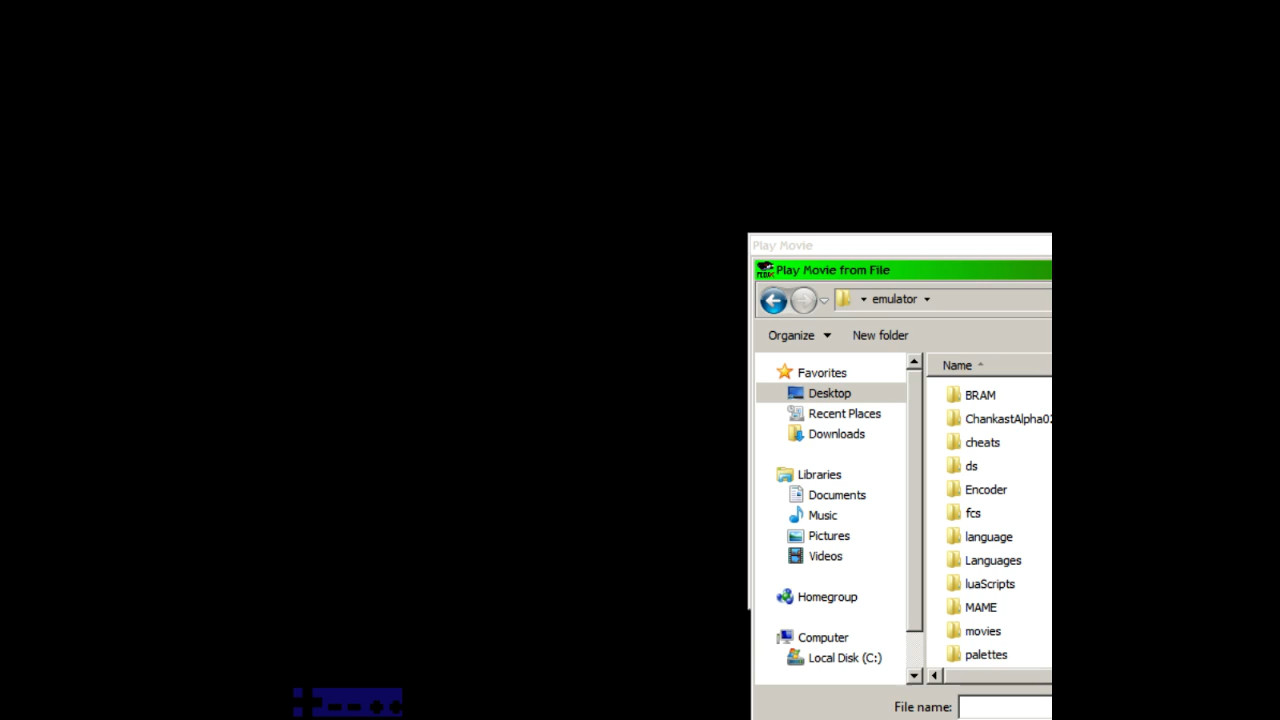 Play Movie
Play Movie from File
emulator
Organize New folder
Name
Favorites
Desktop
Recent Places
Downloads
Libraries
Documents
Music
Pictures
Videos
Homegroup
Computer
Local Disk (C:)
BRAM
ChankastAlpha0
cheats
ds
Encoder
fcs
language
Languages
luaScripts
MAME
movies
palettes
File name: